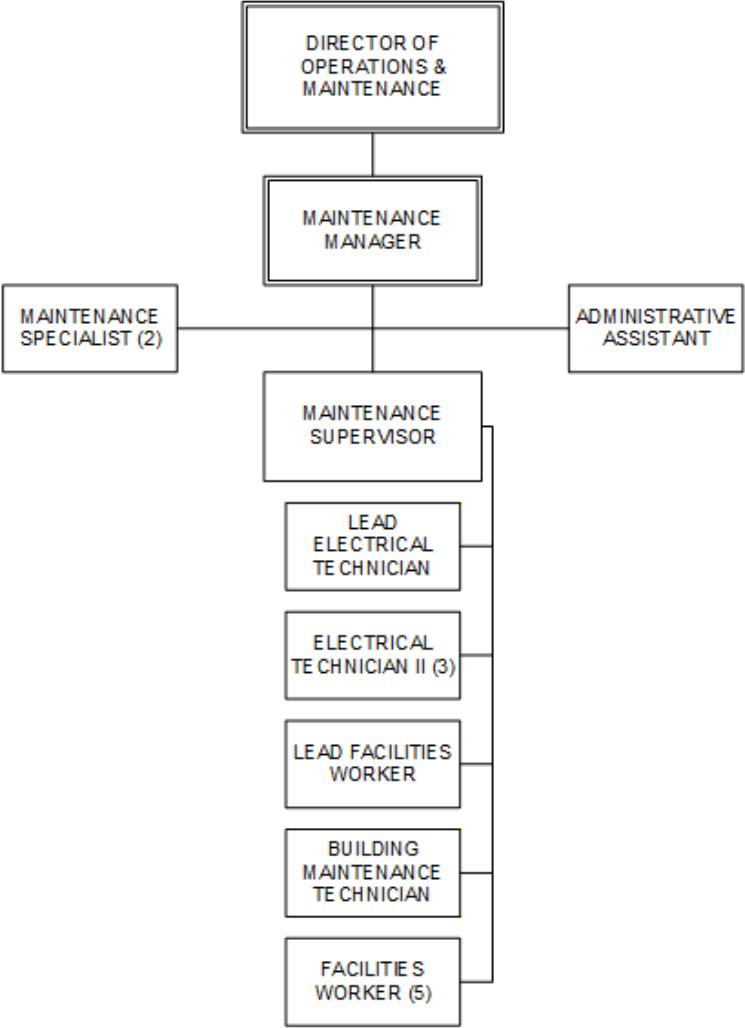 DIRECTOR OF
OPERATIONS &
MAINTENANCE
MAINTENANCE
MANAGER
MAINTENANCE
SPECIALIST (2)
ADMINISTRATIVE
ASSISTANT
MAINTENANCE
SUPERVISOR
LEAD
ELECTRICAL
TECHNICIAN
ELECTRICAL
TECHNICIAN II (3)
LEAD FACILITIES
WORKER
BUILDING
MAINTENANCE
TECHNICIAN
FACILITIES
WORKER (5)